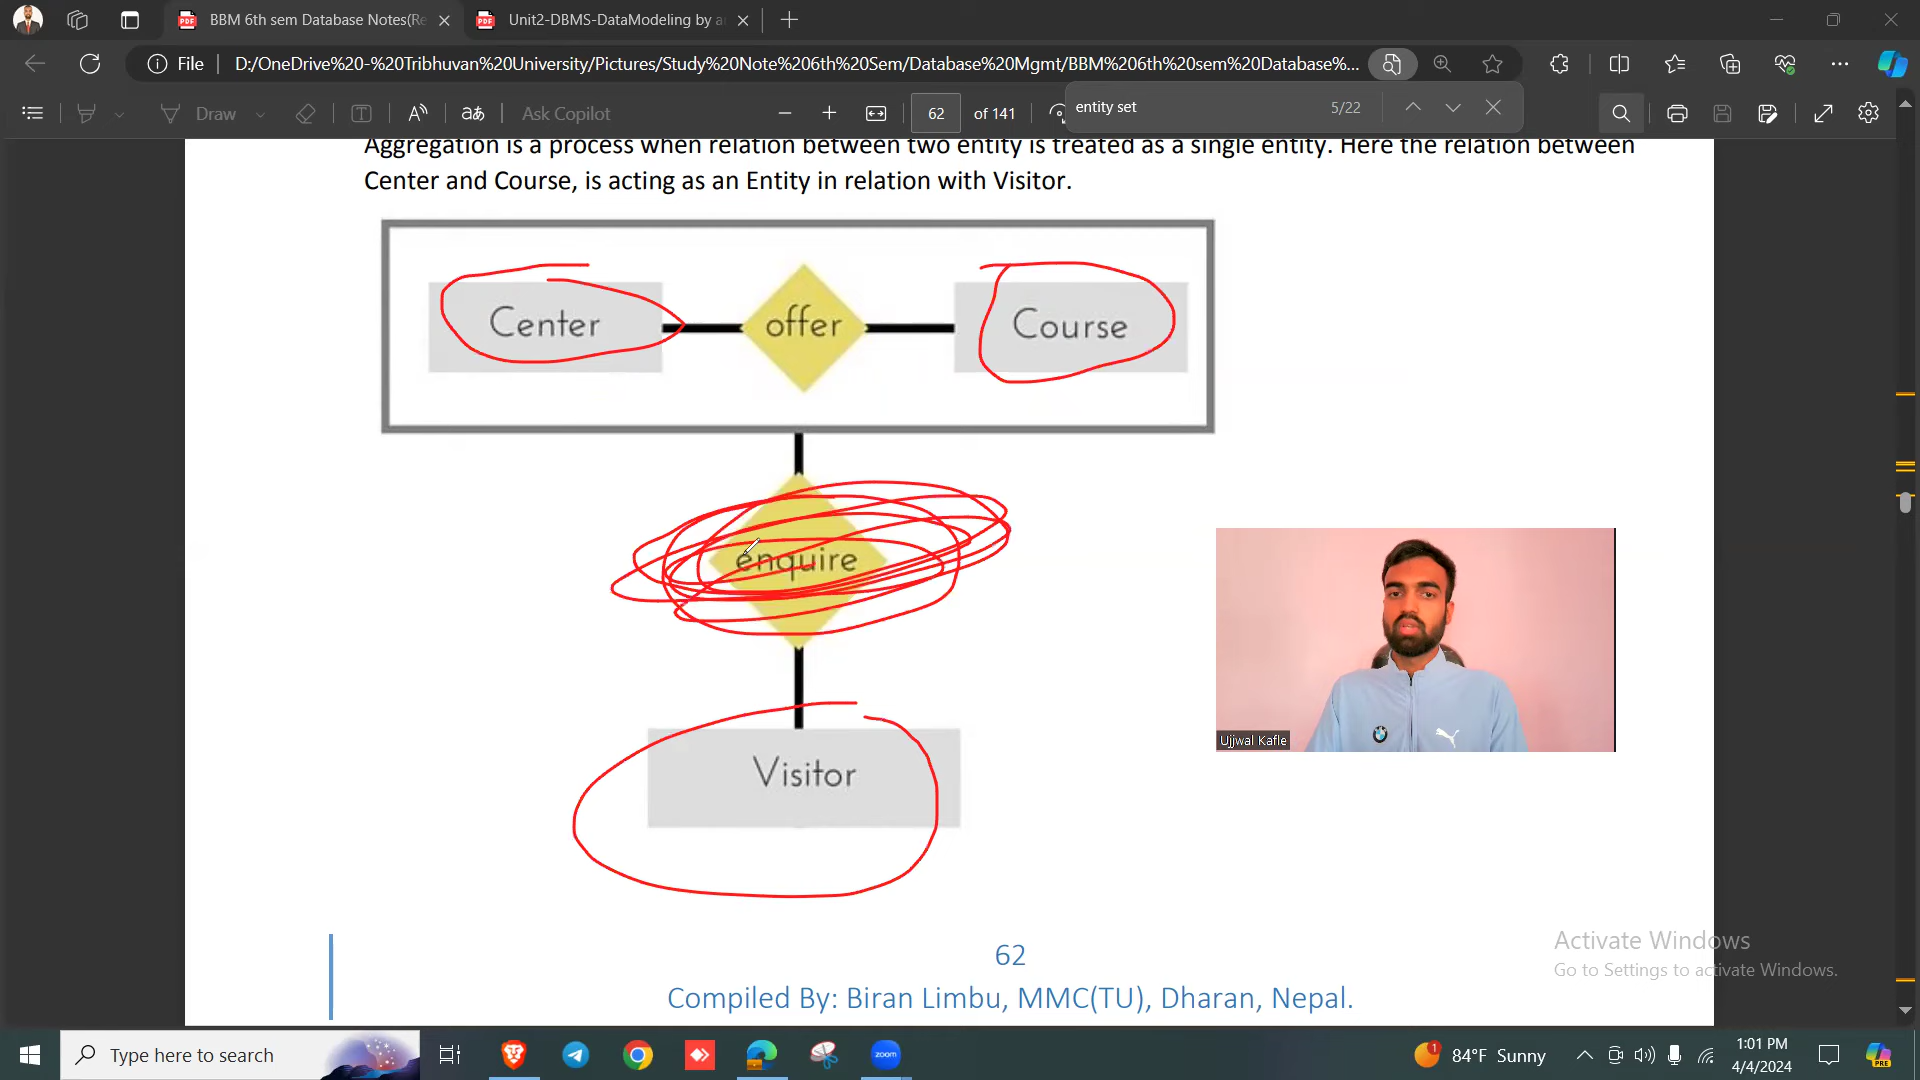 BBM 6th sem Database Notes(Re
Unit2-DBMS-DataModeling by a
File
D:/OneDrive%20-%20Tribhuvan%20University/Pictures/Study%20Note%206th%20Sem/Database%20Mgmt/BBM%206th%20sem%20Database%...
Draw
aあ
Ask Copilot
62
of 141
entity set
5/22
Aggregation is a process when relation between two entity is treated as a single entity. Here the relation between
Center and Course, is acting as an Entity in relation with Visitor.
Center
offer
Course
enquire
Visitor
Ujjwal Kafle
62
Compiled By: Biran Limbu, MMC(TU), Dharan, Nepal.
Activate Windows
Go to Settings to activate Windows.
Type here to search
zoom
1
84°F Sunny
1:01 PM
4/4/2024
PRE